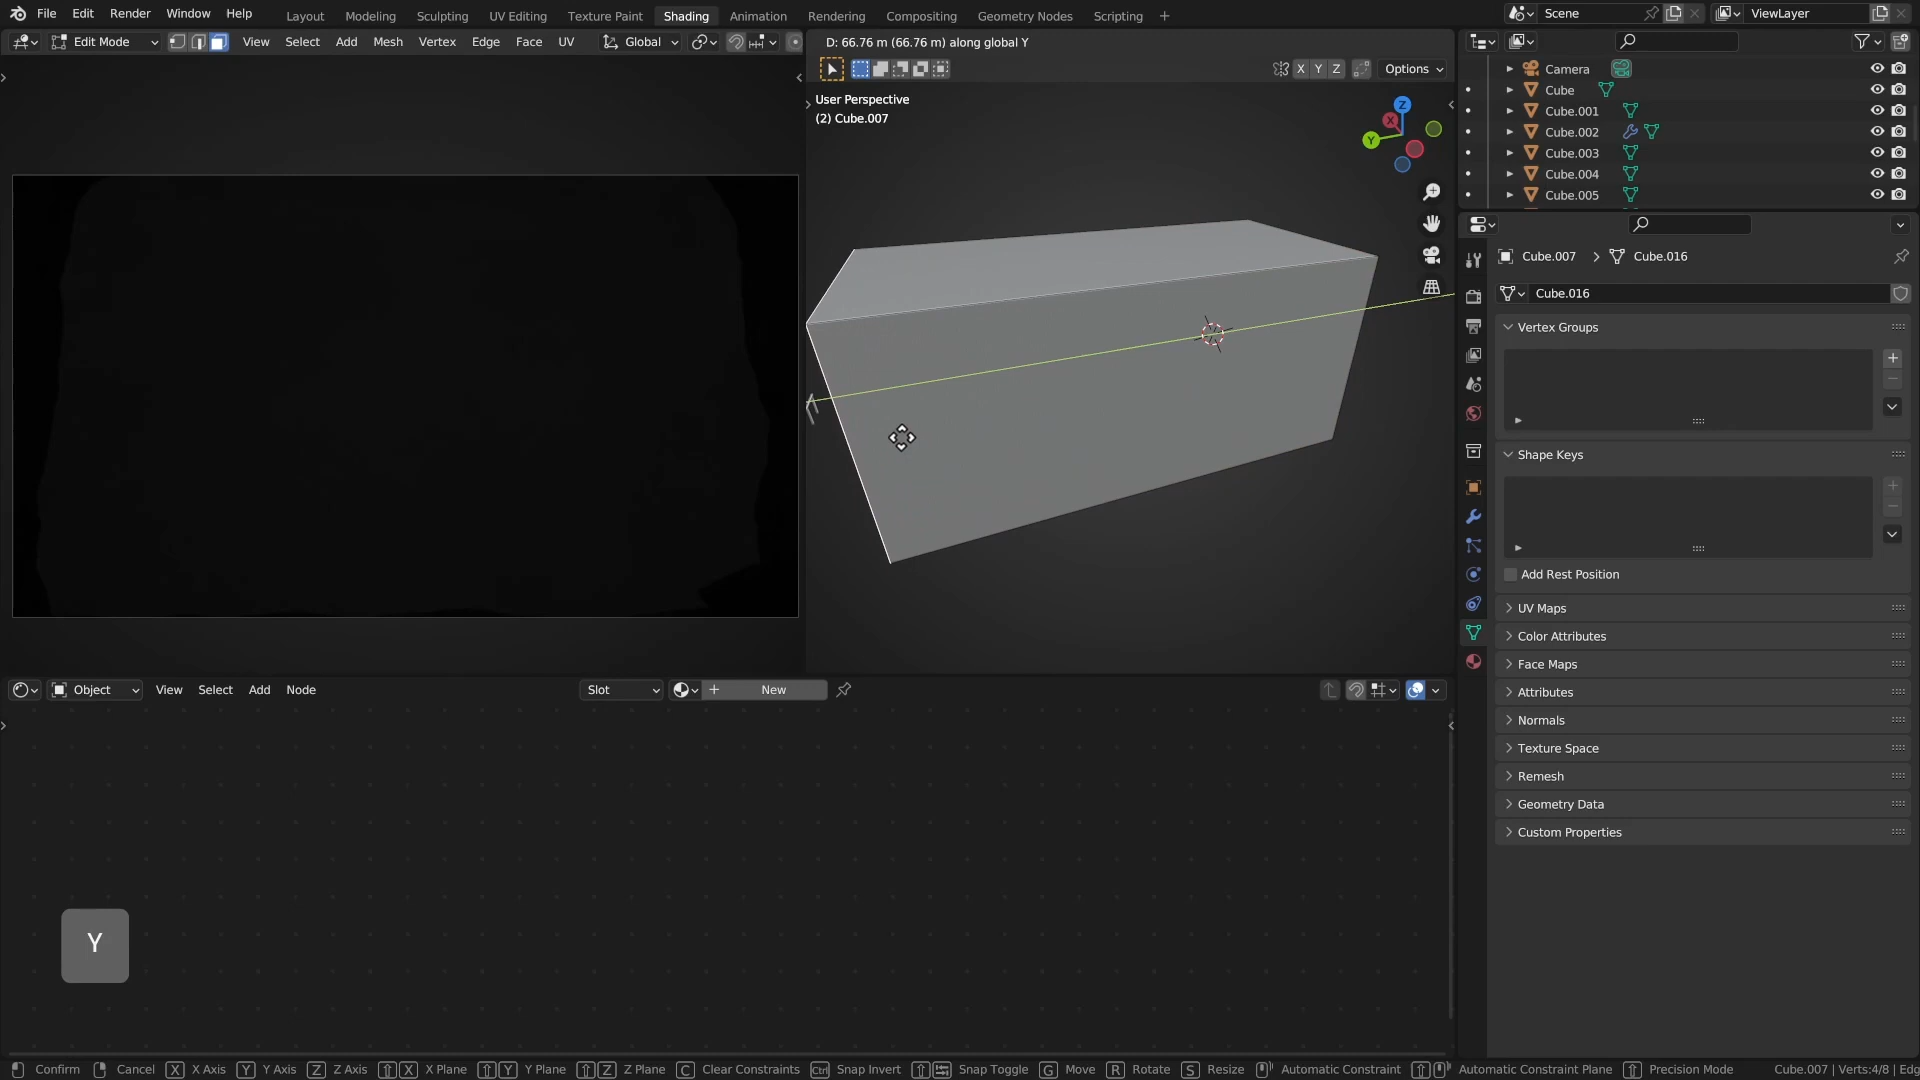 File Edit Render Window Help Layout Modeling Sculpting UV Editing Texture Paint Shading Animation Rendering Compositing Geometry Nodes Scripting + Scene ViewLayer
Edit Mode View Select Add Mesh Vertex Edge Face UV Global D: 66.76 m (66.76 m) along global Y
X Y Z Options
User Perspective
(2) Cube.007
Z
X
Y
Camera
Cube
Cube.001
Cube.002
Cube.003
Cube.004
Cube.005
Cube.007 > Cube.016
Cube.016
Vertex Groups
Shape Keys
Add Rest Position
UV Maps
Color Attributes
Face Maps
Attributes
Normals
Texture Space
Remesh
Geometry Data
Custom Properties
Object View Select Add Node Slot + New
Y
Confirm Cancel X X Axis Y Y Axis Z Z Axis X X Plane Y Y Plane Z Z Plane C Clear Constraints Ctrl Snap Invert Snap Toggle G Move R Rotate S Resize Automatic Constraint Automatic Constraint Plane Precision Mode Cube.007 | Verts:4/8 | Edg